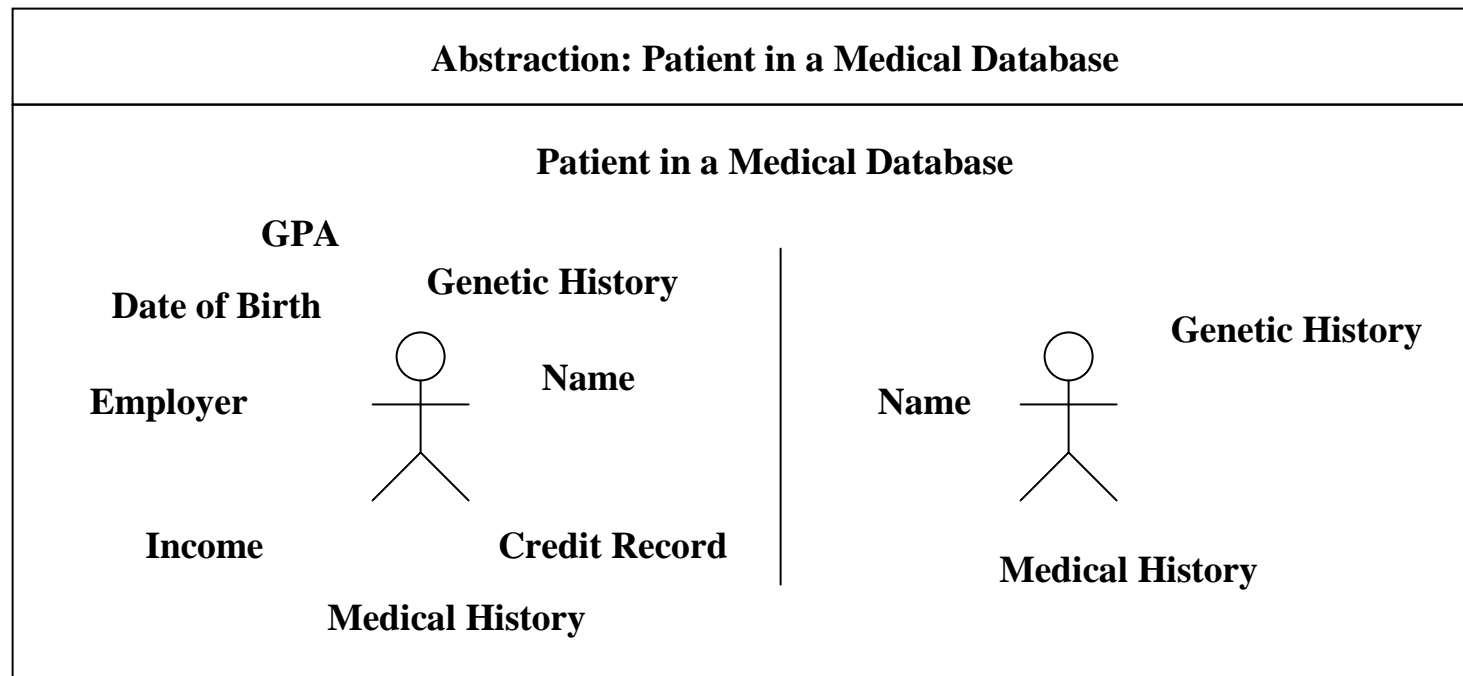 Abstraction: Patient in a Medical Database
Patient in a Medical Database
GPA
Genetic History
Date of Birth
Name
Employer
Income
Credit Record
Medical History
Genetic History
Name
Medical History